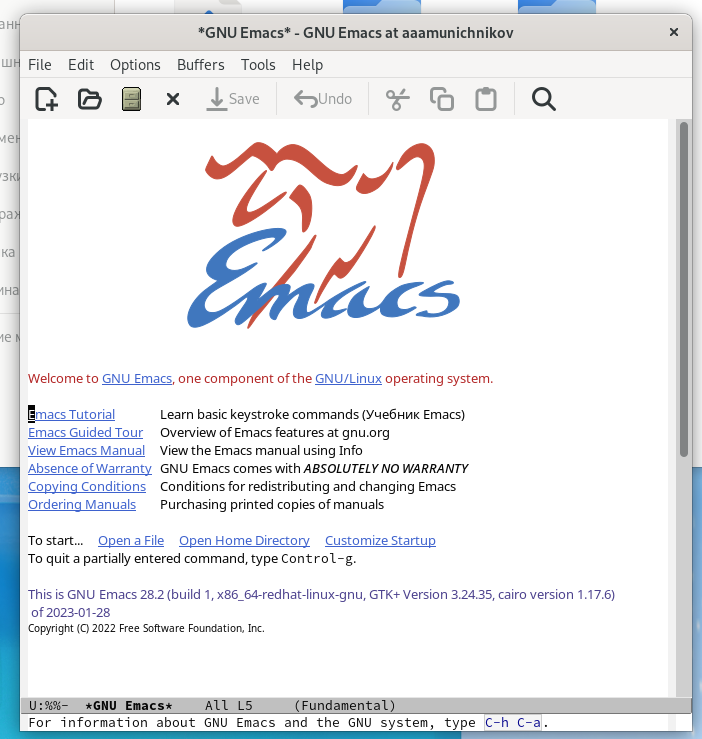 *GNU Emacs* - GNU Emacs at aaamunichnikov
File Edit Options Buffers Tools Help
Save Undo
Emacs
Welcome to GNU Emacs, one component of the GNU/Linux operating system.
Emacs Tutorial Learn basic keystroke commands (Учебник Emacs)
Emacs Guided Tour Overview of Emacs features at gnu.org
View Emacs Manual View the Emacs manual using Info
Absence of Warranty GNU Emacs comes with ABSOLUTELY NO WARRANTY
Copying Conditions Conditions for redistributing and changing Emacs
Ordering Manuals Purchasing printed copies of manuals
To start... Open a File Open Home Directory Customize Startup
To quit a partially entered command, type Control-g.
This is GNU Emacs 28.2 (build 1, x86_64-redhat-linux-gnu, GTK+ Version 3.24.35, cairo version 1.17.6)
of 2023-01-28
Copyright (C) 2022 Free Software Foundation, Inc.
U:%%- *GNU Emacs* All L5 (Fundamental)
For information about GNU Emacs and the GNU system, type C-h C-a.